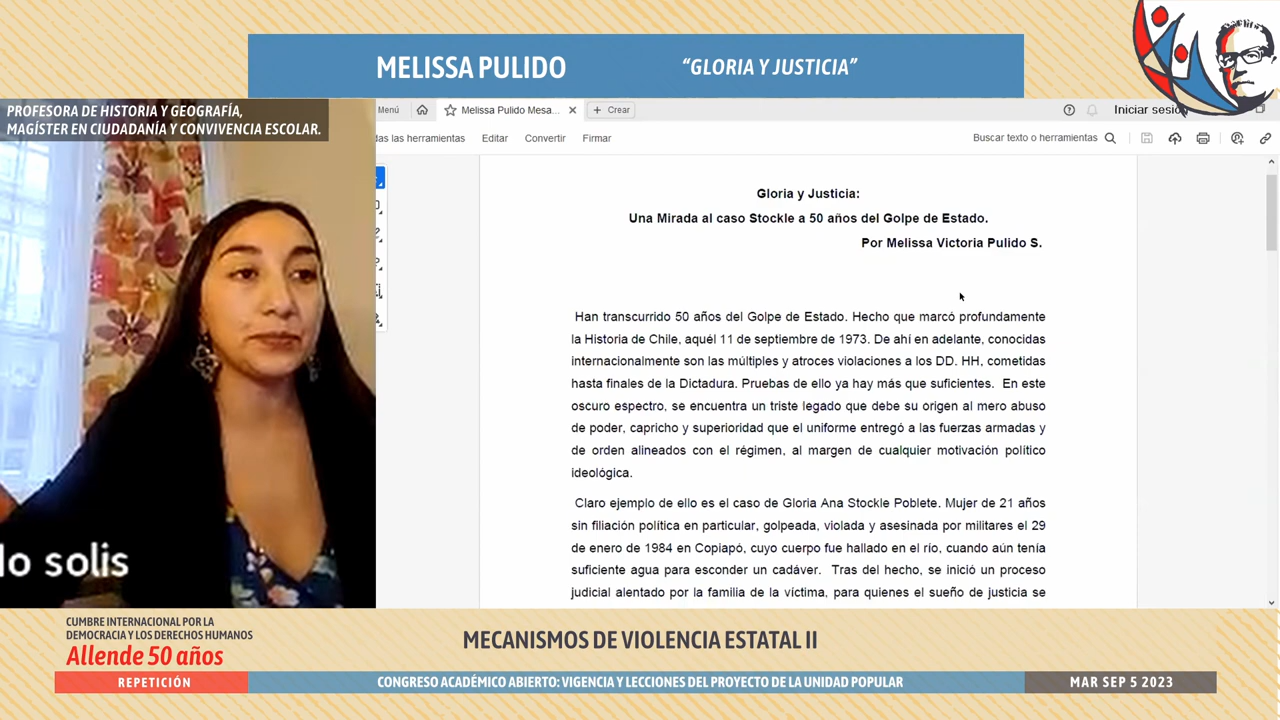 MELISSA PULIDO
“GLORIA Y JUSTICIA”
PROFESORA DE HISTORIA Y GEOGRAFÍA,
MAGÍSTER EN CIUDADANÍA Y CONVIVENCIA ESCOLAR.
Menú
Melissa Pulido Mesa...
Crear
Iniciar sesión
das las herramientas
Editar
Convertir
Firmar
Buscar texto o herramientas
Gloria y Justicia:
Una Mirada al caso Stockle a 50 años del Golpe de Estado.
Por Melissa Victoria Pulido S.
Han transcurrido 50 años del Golpe de Estado. Hecho que marcó profundamente
la Historia de Chile, aquél 11 de septiembre de 1973. De ahí en adelante, conocidas
internacionalmente son las múltiples y atroces violaciones a los DD. HH, cometidas
hasta finales de la Dictadura. Pruebas de ello ya hay más que suficientes. En este
oscuro espectro, se encuentra un triste legado que debe su origen al mero abuso
de poder, capricho y superioridad que el uniforme entregó a las fuerzas armadas y
de orden alineados con el régimen, al margen de cualquier motivación político
ideológica.
Claro ejemplo de ello es el caso de Gloria Ana Stockle Poblete. Mujer de 21 años
sin filiación política en particular, golpeada, violada y asesinada por militares el 29
de enero de 1984 en Copiapó, cuyo cuerpo fue hallado en el río, cuando aún tenía
suficiente agua para esconder un cadáver. Tras del hecho, se inició un proceso
judicial alentado por la familia de la víctima, para quienes el sueño de justicia se
do solis
CUMBRE INTERNACIONAL POR LA
DEMOCRACIA Y LOS DERECHOS HUMANOS
Allende 50 años
MECANISMOS DE VIOLENCIA ESTATAL II
REPETICIÓN
CONGRESO ACADÉMICO ABIERTO: VIGENCIA Y LECCIONES DEL PROYECTO DE LA UNIDAD POPULAR
MAR SEP 5 2023